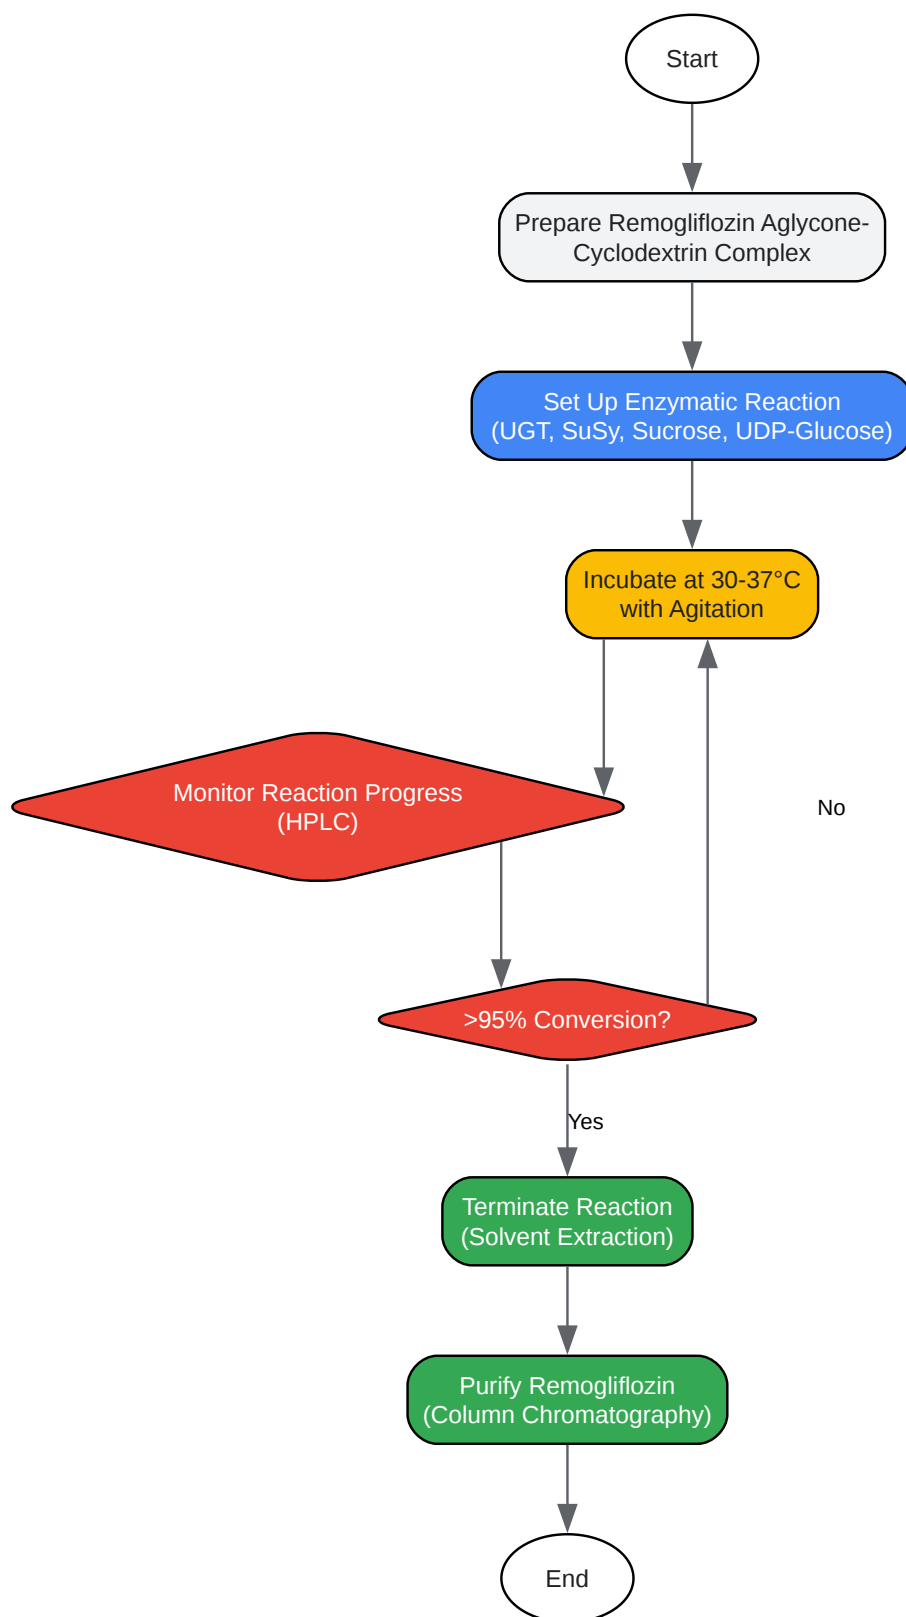 Start
Prepare Remogliflozin Aglycone-
Cyclodextrin Complex
Set Up Enzymatic Reaction
(UGT, SuSy, Sucrose, UDP-Glucose)
Incubate at 30-37°C
with Agitation
Monitor Reaction Progress
(HPLC)
No
>95% Conversion?
Yes
Terminate Reaction
(Solvent Extraction)
Purify Remogliflozin
(Column Chromatography)
End